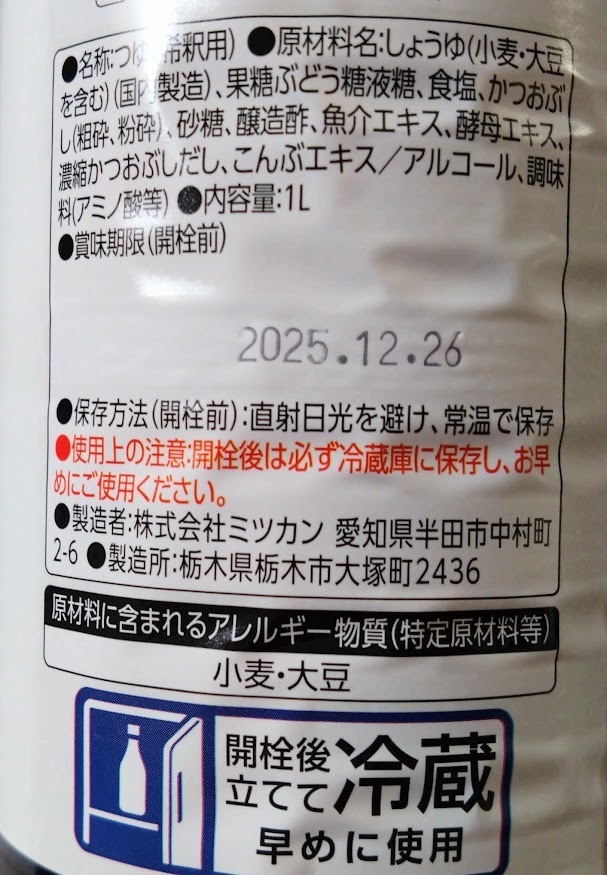 ●名称:つゆ(希釈用) ●原材料名:しょうゆ(小麦・大豆
を含む)(国内製造)、果糖ぶどう糖液糖、食塩、かつおぶ
し(粗砕、粉砕)、砂糖、醸造酢、魚介エキス、酵母エキス、
濃縮かつおぶしだし、こんぶエキス／アルコール、調味
料(アミノ酸等) ●内容量:1L
●賞味期限(開栓前)
2025.12.26
●保存方法(開栓前):直射日光を避け、常温で保存
●使用上の注意:開栓後は必ず冷蔵庫に保存し、お早
めにご使用ください。
●製造者:株式会社ミツカン 愛知県半田市中村町
2-6 ●製造所:栃木県栃木市大塚町2436
原材料に含まれるアレルギー物質(特定原材料等)
小麦・大豆
開栓後
立てて冷蔵
早めに使用